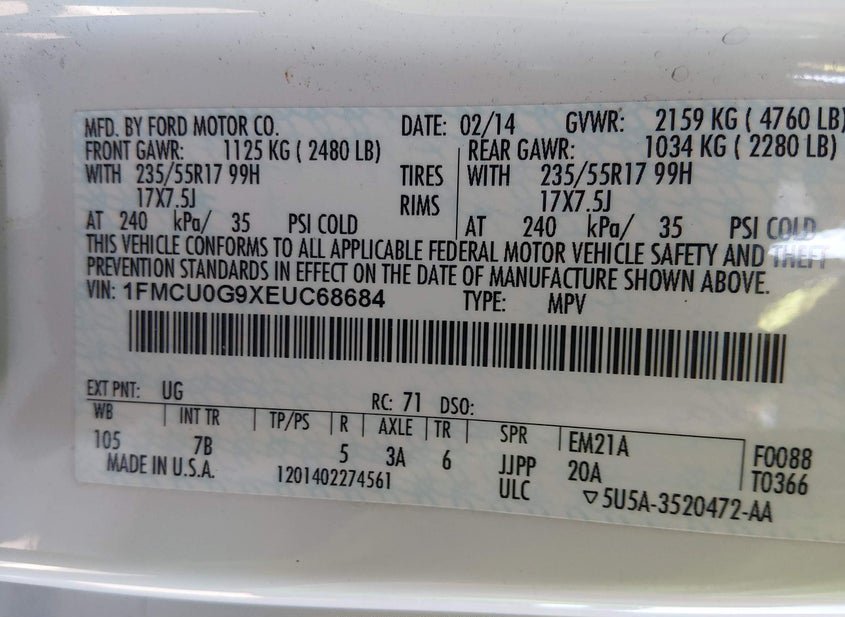 MFD. BY FORD MOTOR CO. DATE: 02/14 GVWR: 2159 KG ( 4760 LB)
FRONT GAWR: 1125 KG ( 2480 LB) REAR GAWR: 1034 KG ( 2280 LB)
WITH 235/55R17 99H TIRES WITH 235/55R17 99H
17X7.5J RIMS 17X7.5J
AT 240 kPa/ 35 PSI COLD AT 240 kPa/ 35 PSI COLD
THIS VEHICLE CONFORMS TO ALL APPLICABLE FEDERAL MOTOR VEHICLE SAFETY AND THEFT
PREVENTION STANDARDS IN EFFECT ON THE DATE OF MANUFACTURE SHOWN ABOVE.
VIN: 1FMCU0G9XEUC68684 TYPE: MPV
EXT PNT: UG RC: 71 DSO:
WB INT TR TP/PS R AXLE TR SPR EM21A F0088
105 7B 5 3A 6 JJPP 20A T0366
MADE IN U.S.A. 1201402274561 ULC ▽5U5A-3520472-AA